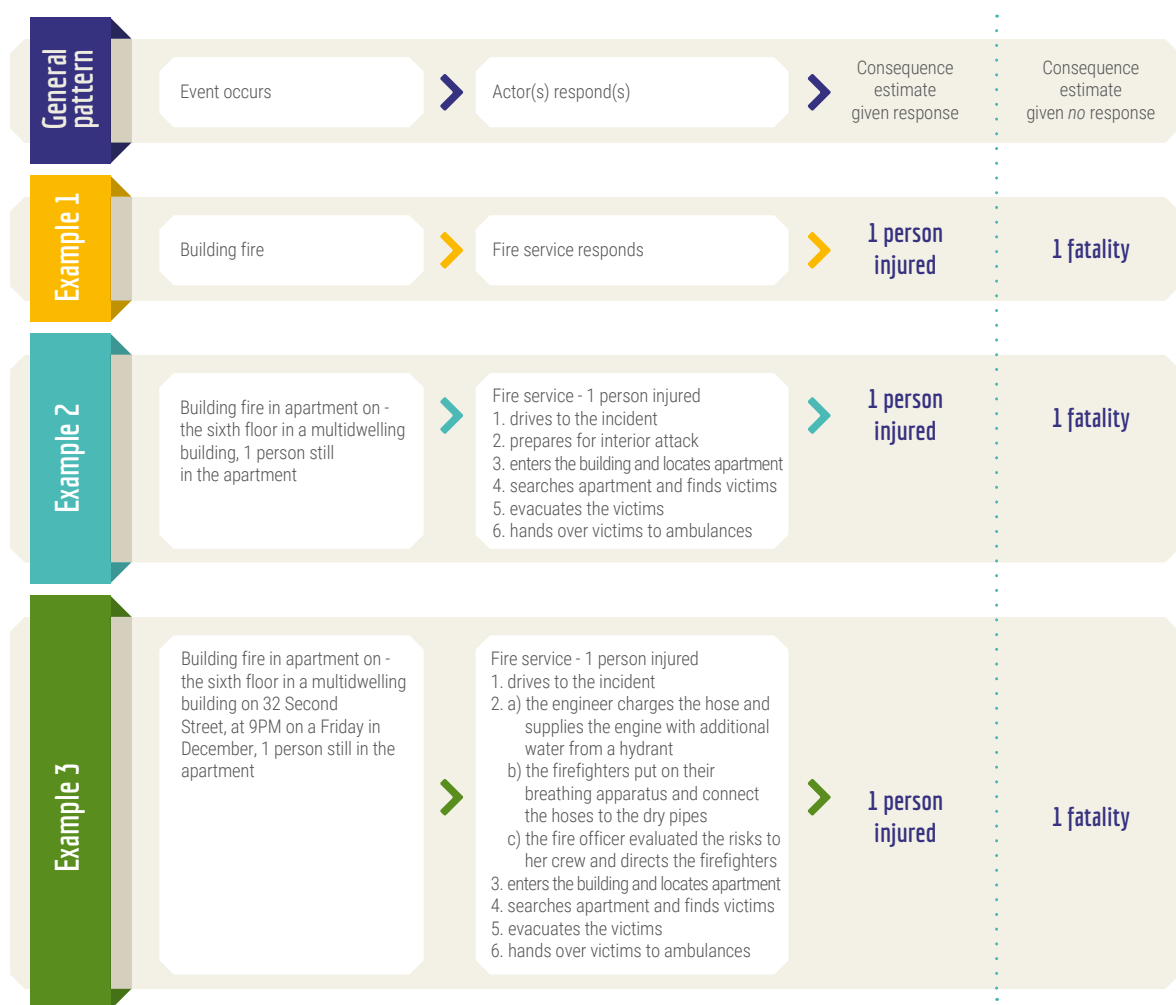 General
pattern
Event occurs
Actor(s) respond(s)
Consequence
estimate
given response
Consequence
estimate
given no response
Example 1
Building fire
Fire service responds
1 person
injured
1 fatality
Example 2
Building fire in apartment on -
the sixth floor in a multidwelling
building, 1 person still
in the apartment
Fire service - 1 person injured
1. drives to the incident
2. prepares for interior attack
3. enters the building and locates apartment
4. searches apartment and finds victims
5. evacuates the victims
6. hands over victims to ambulances
1 person
injured
1 fatality
Example 3
Building fire in apartment on -
the sixth floor in a multidwelling
building on 32 Second
Street, at 9PM on a Friday in
December, 1 person still in the
apartment
Fire service - 1 person injured
1. drives to the incident
2. a) the engineer charges the hose and
supplies the engine with additional
water from a hydrant
b) the firefighters put on their
breathing apparatus and connect
the hoses to the dry pipes
c) the fire officer evaluated the risks to
her crew and directs the firefighters
3. enters the building and locates apartment
4. searches apartment and finds victims
5. evacuates the victims
6. hands over victims to ambulances
1 person
injured
1 fatality